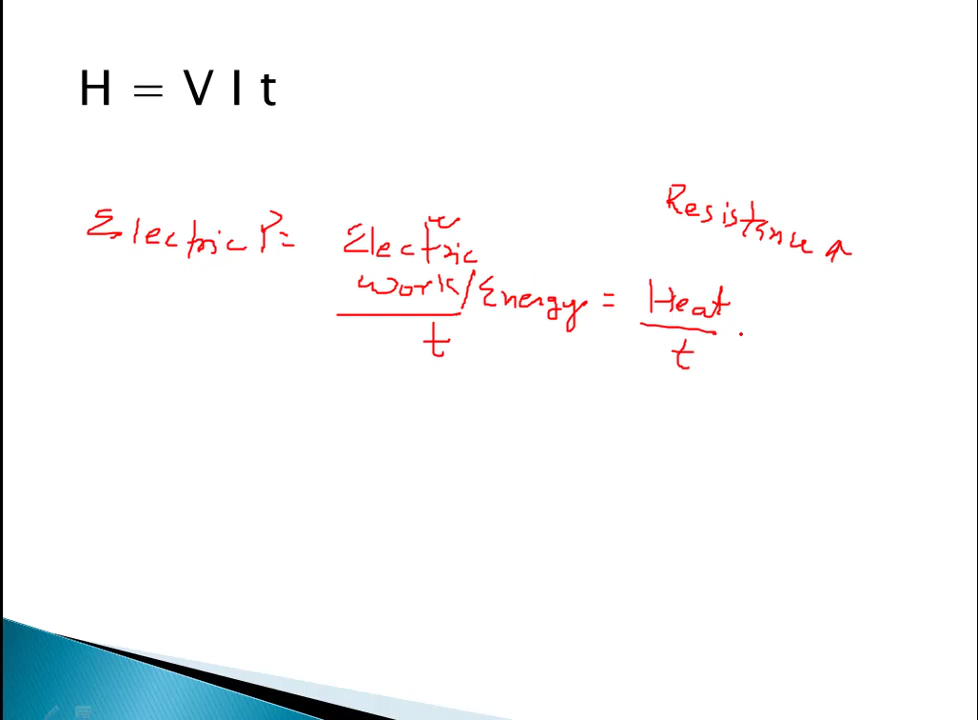 H = V I t
Resistance
Electric P = Electric
work/Energy = Heat
t t